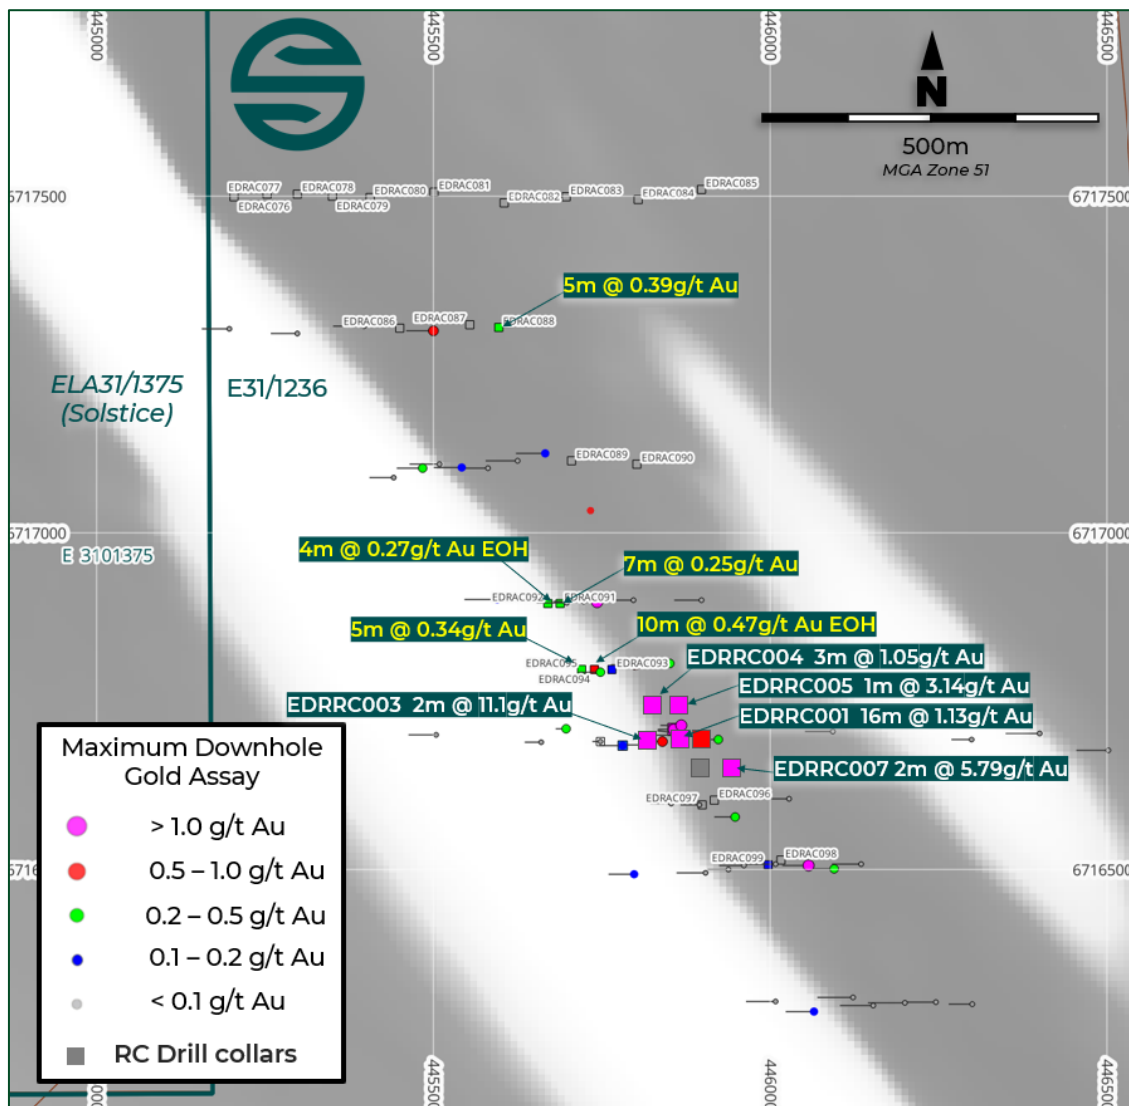 445000
445500
446000
446500
N
500m
MGA Zone 51
EDRAC077
EDRAC078
EDRAC080
EDRAC081
EDRAC083
EDRAC084
EDRAC085
EDRAC076
EDRAC079
EDRAC082
6717500
6717500
5m @ 0.39g/t Au
EDRAC086
EDRAC087
EDRAC088
ELA31/1375
(Solstice)
E31/1236
EDRAC089
EDRAC090
6717000
6717000
E 3101375
4m @ 0.27g/t Au EOH
7m @ 0.25g/t Au
EDRAC092
EDRAC091
5m @ 0.34g/t Au
10m @ 0.47g/t Au EOH
EDRAC095
EDRAC093
EDRAC094
EDRRC004 3m @ 1.05g/t Au
EDRRC005 1m @ 3.14g/t Au
EDRRC003 2m @ 11.1g/t Au
EDRRC001 16m @ 1.13g/t Au
EDRRC007 2m @ 5.79g/t Au
EDRAC097
EDRAC096
EDRAC099
EDRAC098
6716500
Maximum Downhole
Gold Assay
> 1.0 g/t Au
0.5 – 1.0 g/t Au
0.2 – 0.5 g/t Au
0.1 – 0.2 g/t Au
< 0.1 g/t Au
RC Drill collars
445500
446000
446500